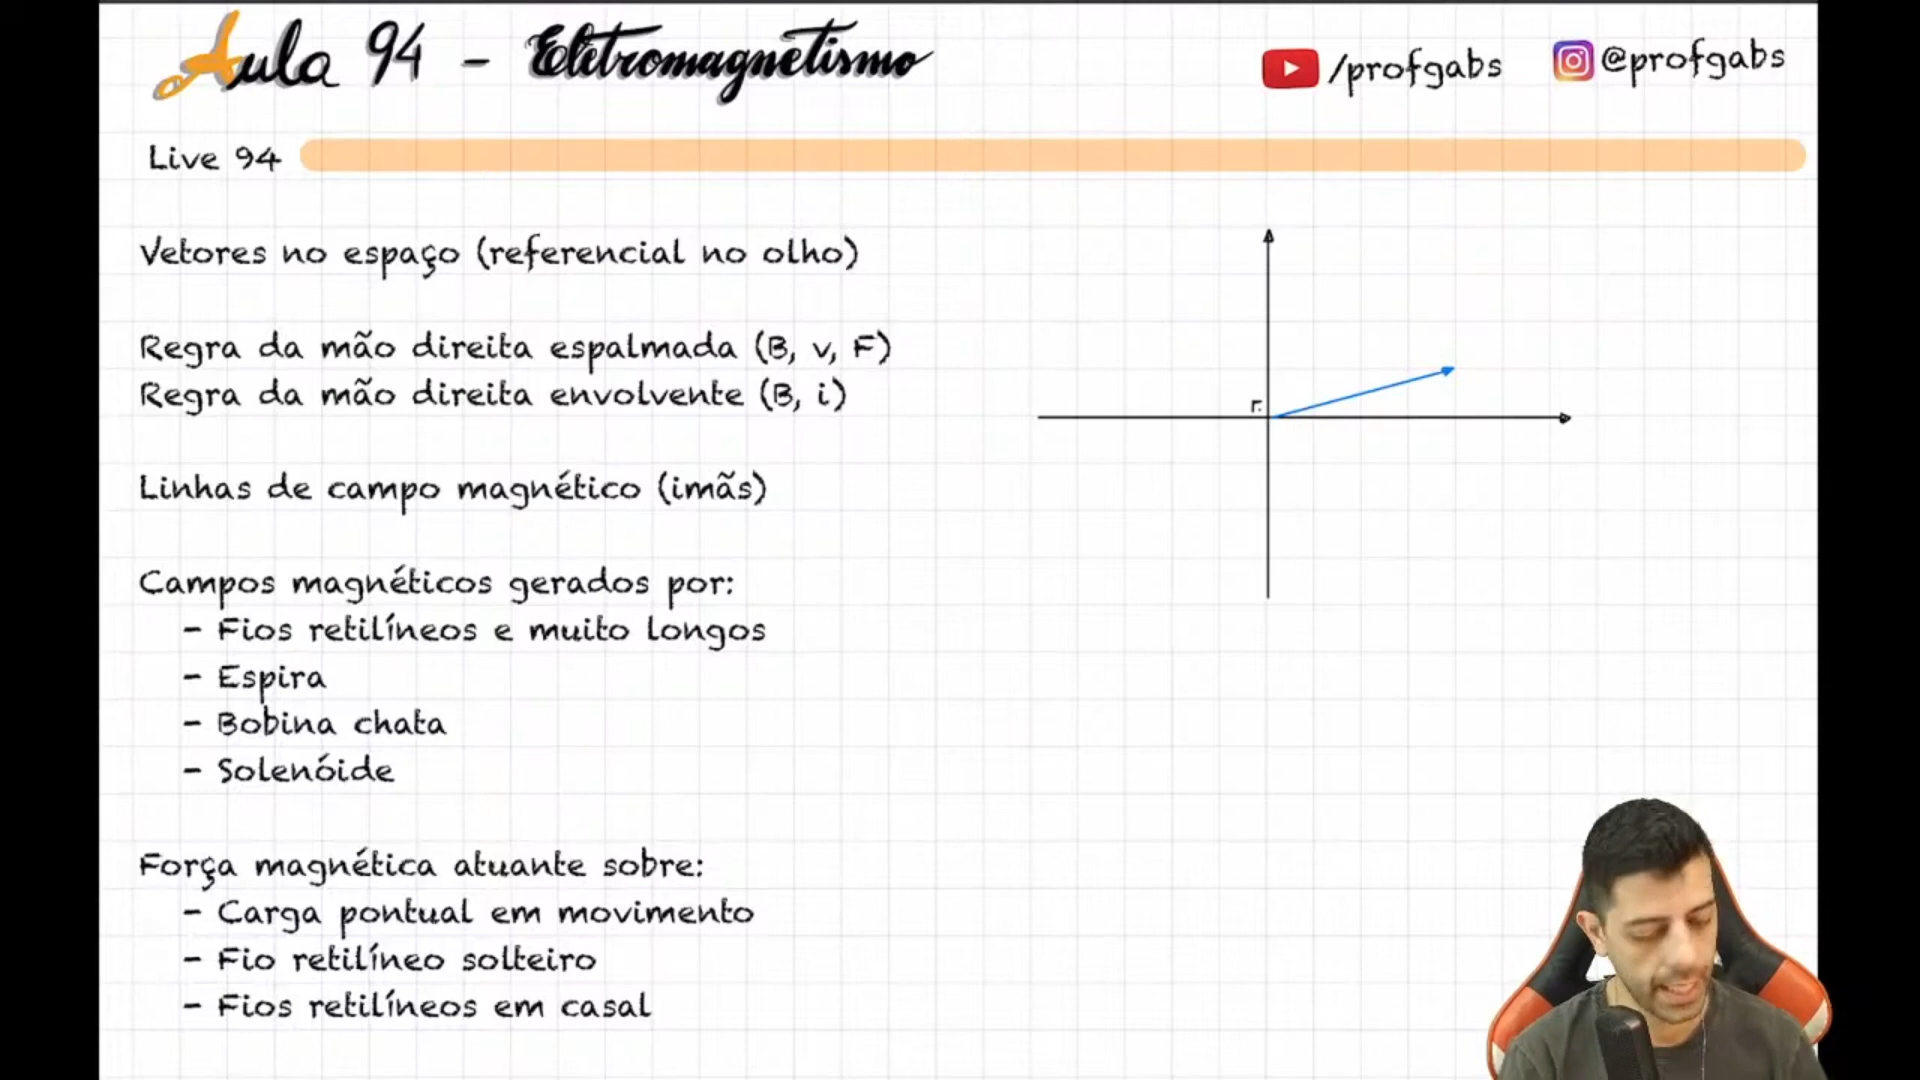 Aula 94 - Eletromagnetismo
/profgabs
@profgabs
Live 94
Vetores no espaço (referencial no olho)
Regra da mão direita espalmada (B, v, F)
Regra da mão direita envolvente (B, i)
Linhas de campo magnético (imãs)
Campos magnéticos gerados por:
- Fios retilíneos e muito longos
- Espira
- Bobina chata
- Solenóide
Força magnética atuante sobre:
- Carga pontual em movimento
- Fio retilíneo solteiro
- Fios retilíneos em casal